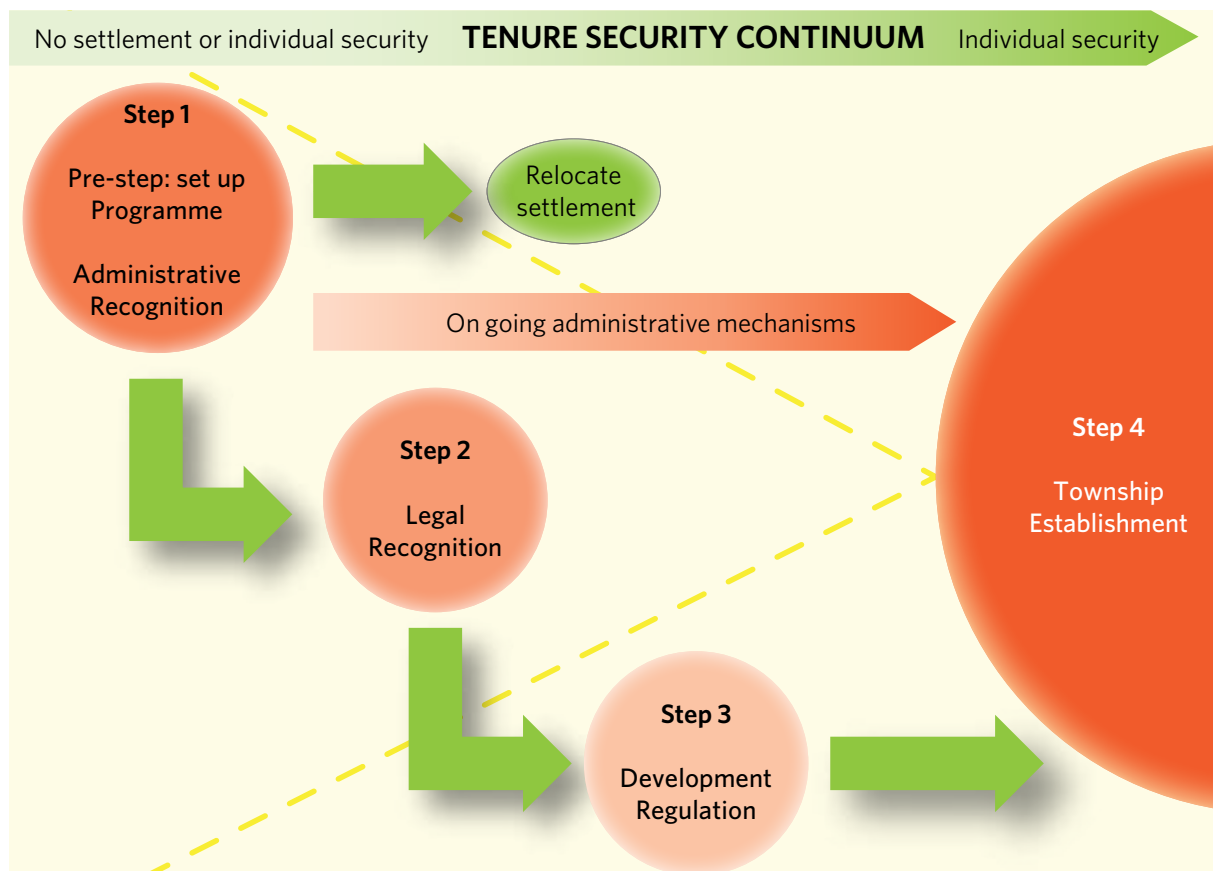 No settlement or individual security TENURE SECURITY CONTINUUM Individual security
Step 1
Pre-step: set up
Programme
Administrative
Recognition
Relocate
settlement
On going administrative mechanisms
Step 2
Legal
Recognition
Step 3
Development
Regulation
Step 4
Township
Establishment